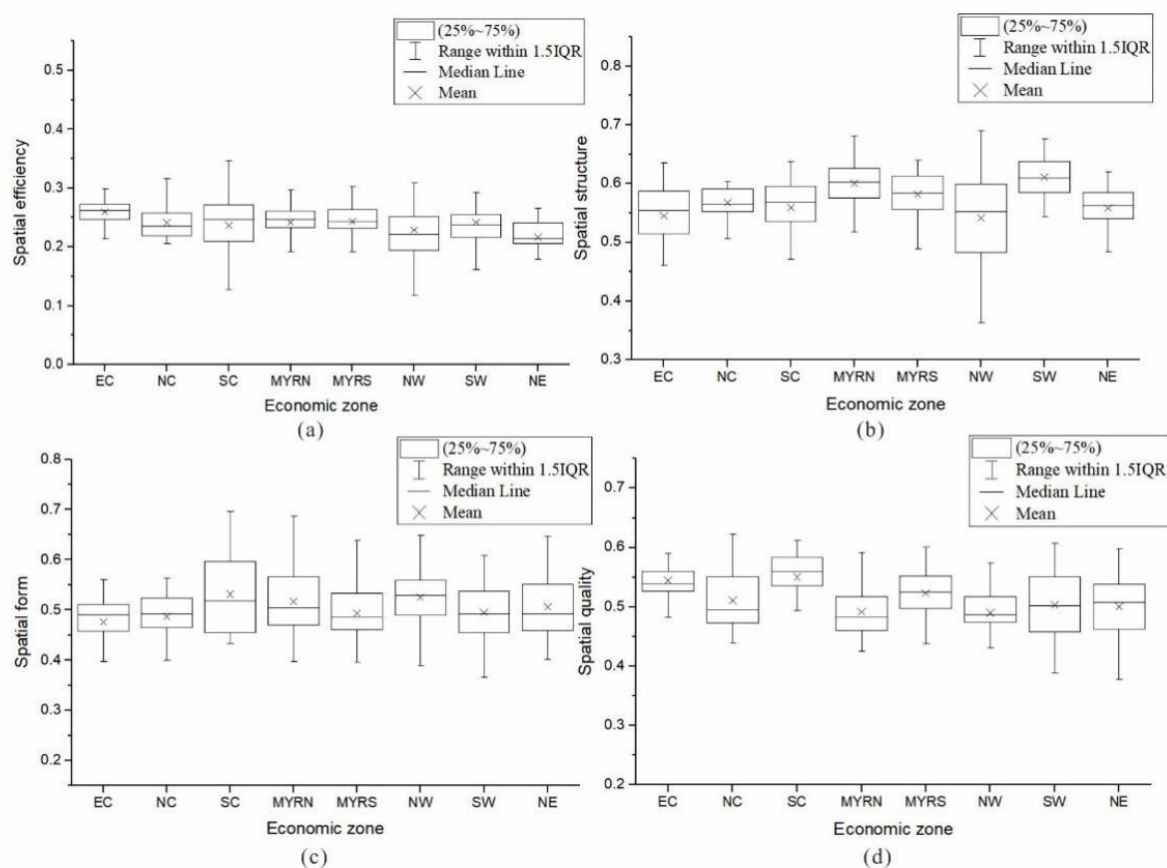 (25%~75%)
Range within 1.5IQR
Median Line
Mean
Spatial efficiency
0.5
0.4
0.3
0.2
0.1
0.0
EC NC SC MYRN MYRS NW SW NE
Economic zone
(a)
(25%~75%)
Range within 1.5IQR
Median Line
Mean
Spatial structure
0.8
0.7
0.6
0.5
0.4
0.3
EC NC SC MYRN MYRS NW SW NE
Economic zone
(b)
(25%~75%)
Range within 1.5IQR
Median Line
Mean
Spatial form
0.8
0.7
0.6
0.5
0.4
0.3
0.2
EC NC SC MYRN MYRS NW SW NE
Economic zone
(c)
(25%~75%)
Range within 1.5IQR
Median Line
Mean
Spatial quality
0.7
0.6
0.5
0.4
0.3
0.2
EC NC SC MYRN MYRS NW SW NE
Economic zone
(d)